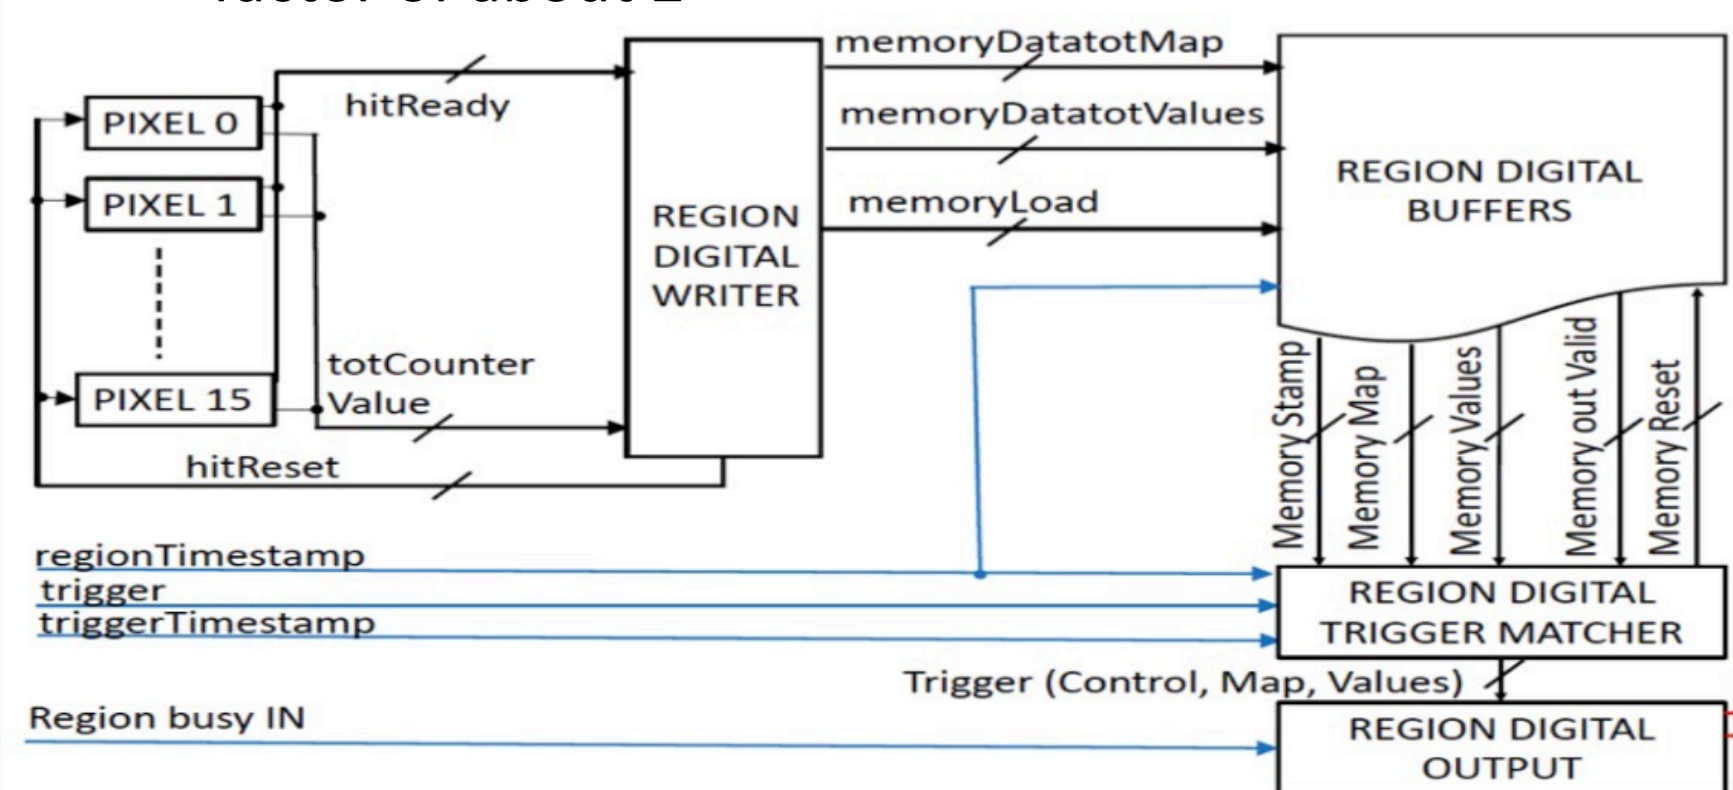 memoryDatatotMap
hitReady
PIXEL 0
memoryDatatotValues
PIXEL 1
REGION DIGITAL
BUFFERS
memoryLoad
REGION
DIGITAL
WRITER
totCounter
Value
PIXEL 15
hitReset
Memory Stamp
Memory Map
Memory Values
Memory out Valid
Memory Reset
regionTimestamp
trigger
triggerTimestamp
REGION DIGITAL
TRIGGER MATCHER
Trigger (Control, Map, Values)
Region busy IN
REGION DIGITAL
OUTPUT